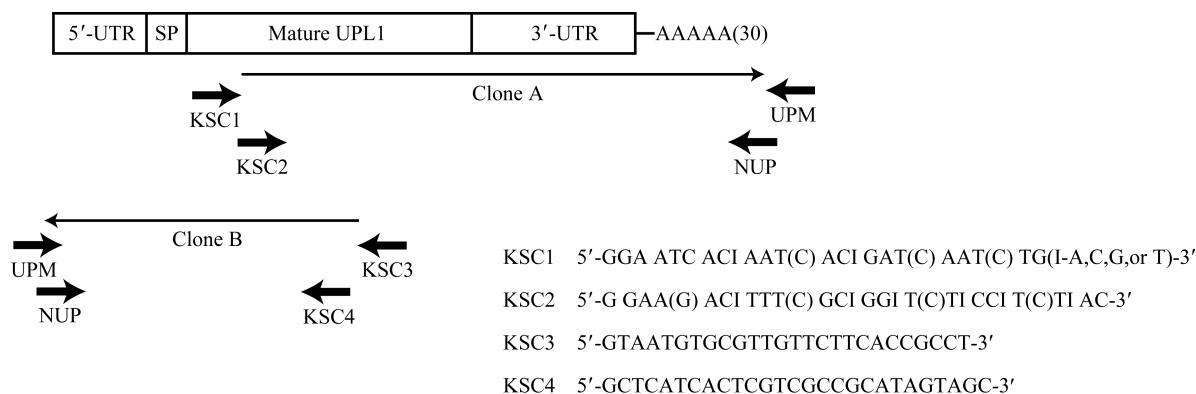 5′-UTR SP Mature UPL1 3′-UTR AAAAA(30)
Clone A
KSC1 UPM
KSC2 NUP
Clone B
UPM KSC3
NUP KSC4
KSC1 5′-GGA ATC ACI AAT(C) ACI GAT(C) AAT(C) TG(I-A,C,G,or T)-3′
KSC2 5′-G GAA(G) ACI TTT(C) GCI GGI T(C)TI CCI T(C)TI AC-3′
KSC3 5′-GTAATGTGCGTTGTTCTTCACCGCCT-3′
KSC4 5′-GCTCATCACTCGTCGCCGCATAGTAGC-3′